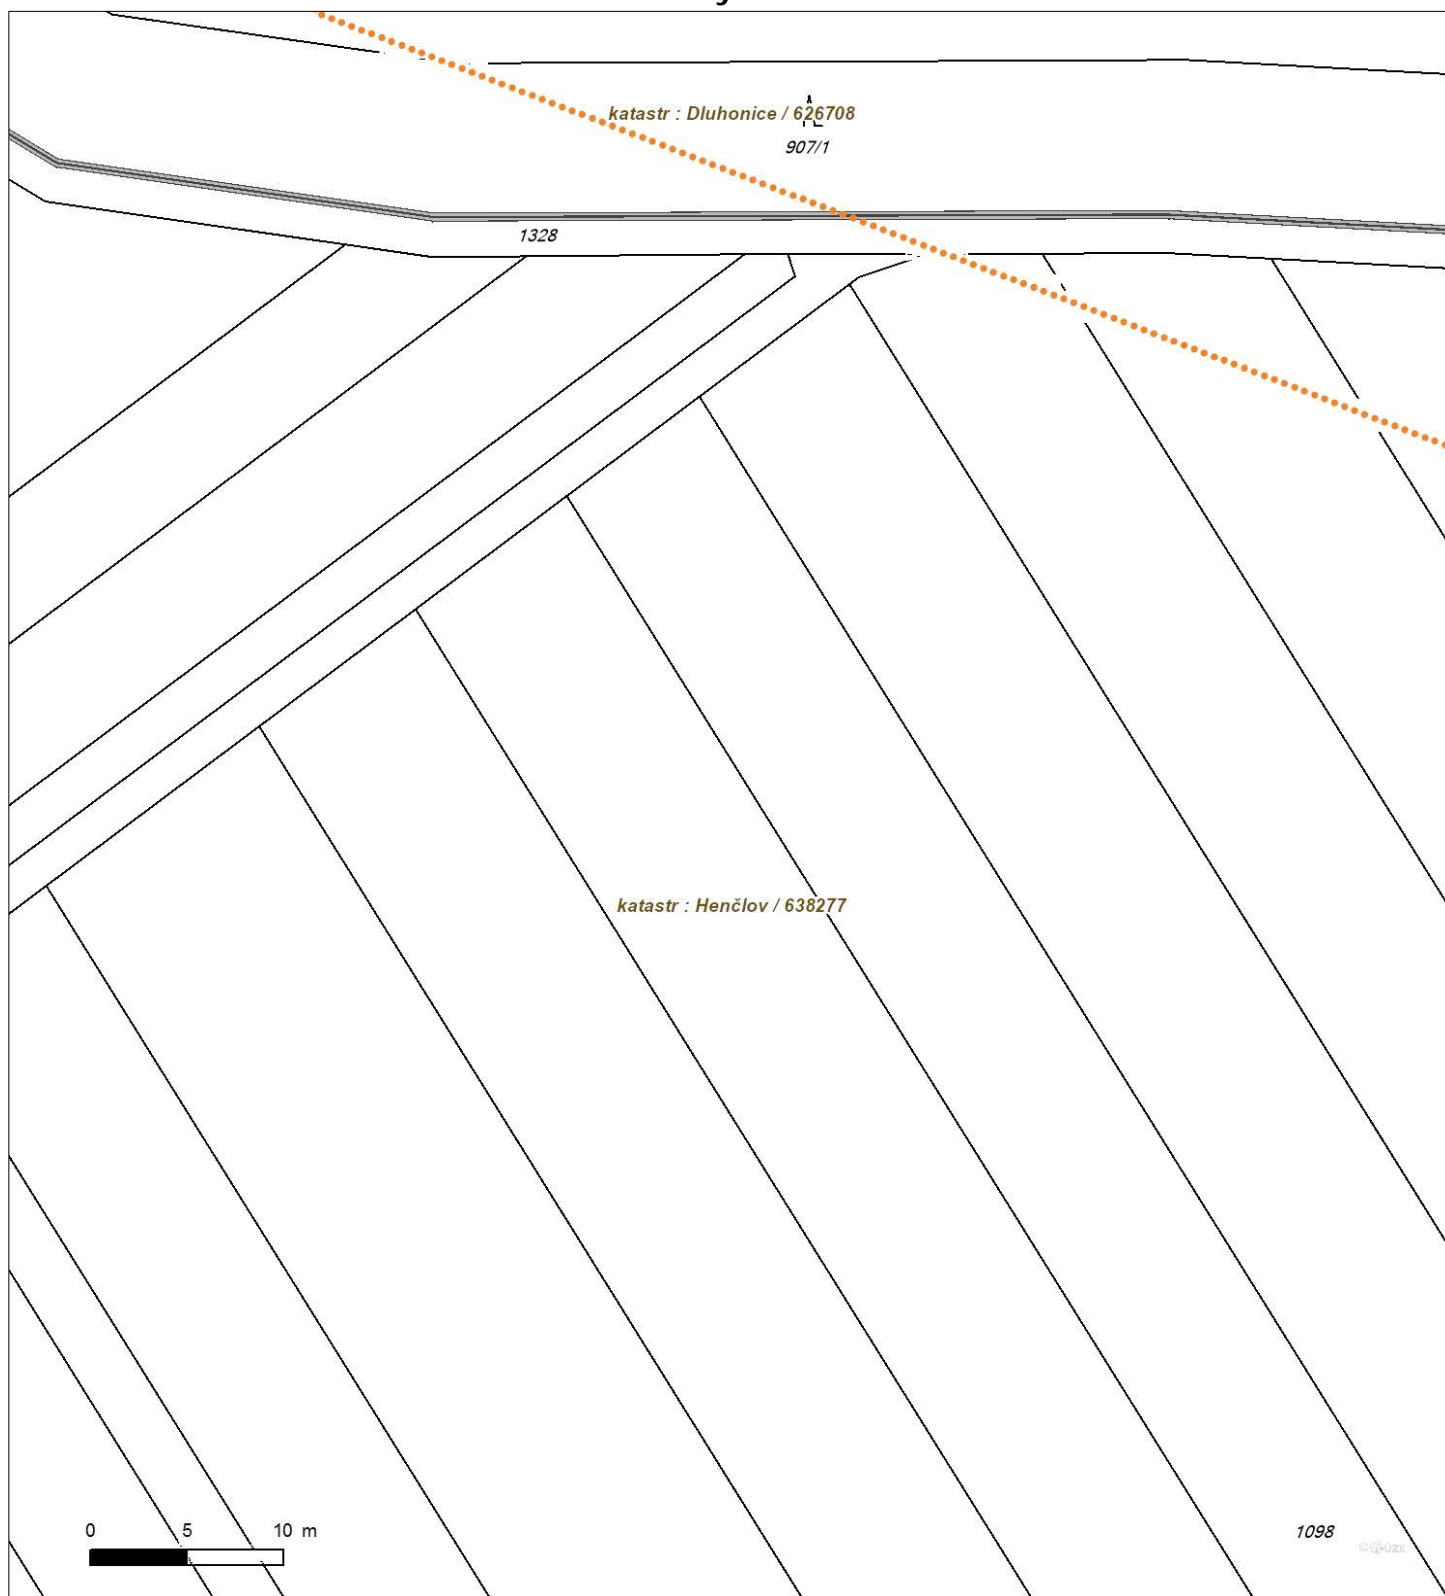 katastr : Dluhonice / 626708
907/1
1328
katastr : Henčlov / 638277
0 5 10 m
1098